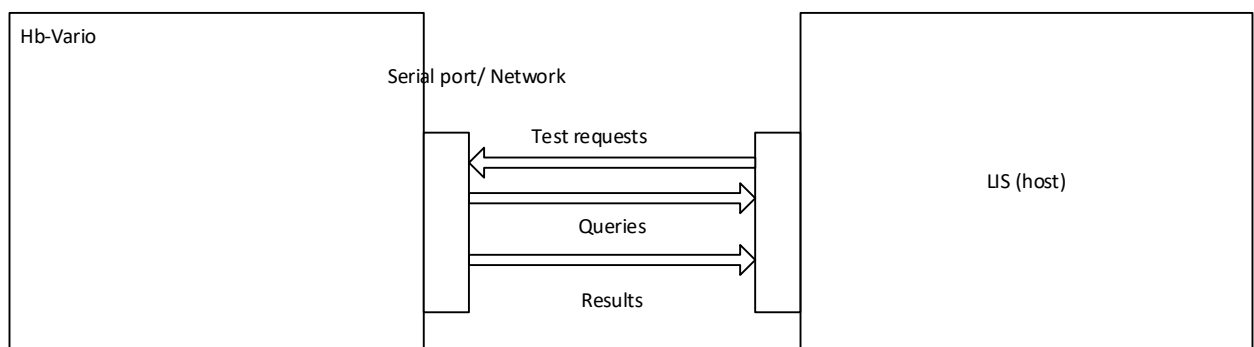 Hb-Vario
Serial port/ Network
Test requests
LIS (host)
Queries
Results